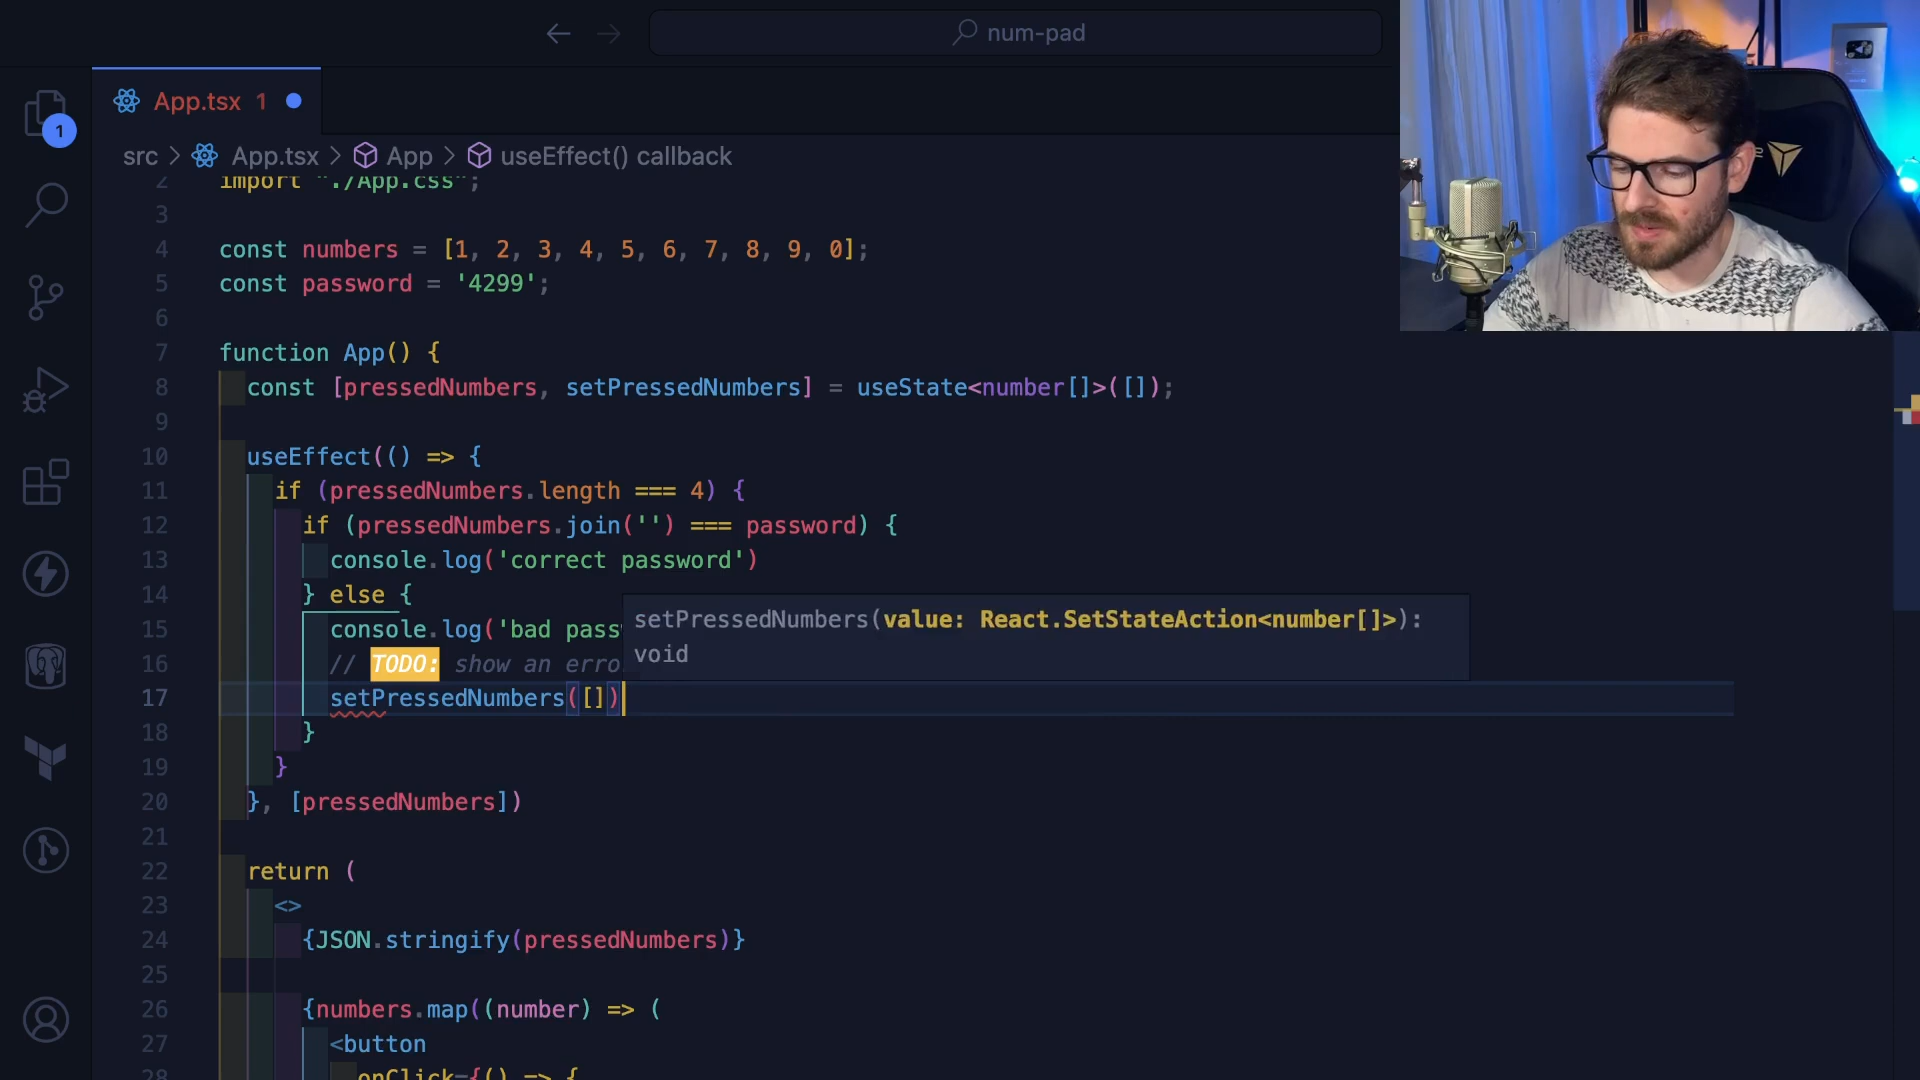 num-pad
App.tsx 1
1
src > App.tsx > App > useEffect() callback
2 import "./App.css";
3
4 const numbers = [1, 2, 3, 4, 5, 6, 7, 8, 9, 0];
5 const password = '4299';
6
7 function App() {
8 const [pressedNumbers, setPressedNumbers] = useState<number[]>([]);
9
10 useEffect(() => {
11 if (pressedNumbers.length === 4) {
12 if (pressedNumbers.join('') === password) {
13 console.log('correct password')
14 } else {
15 console.log('bad pass
setPressedNumbers(value: React.SetStateAction<number[]>):
void
16 // TODO: show an erro
17 setPressedNumbers([])
18 }
19 }
20 }, [pressedNumbers])
21
22 return (
23 <>
24 {JSON.stringify(pressedNumbers)}
25
26 {numbers.map((number) => (
27 <button
28 onClick={() => {